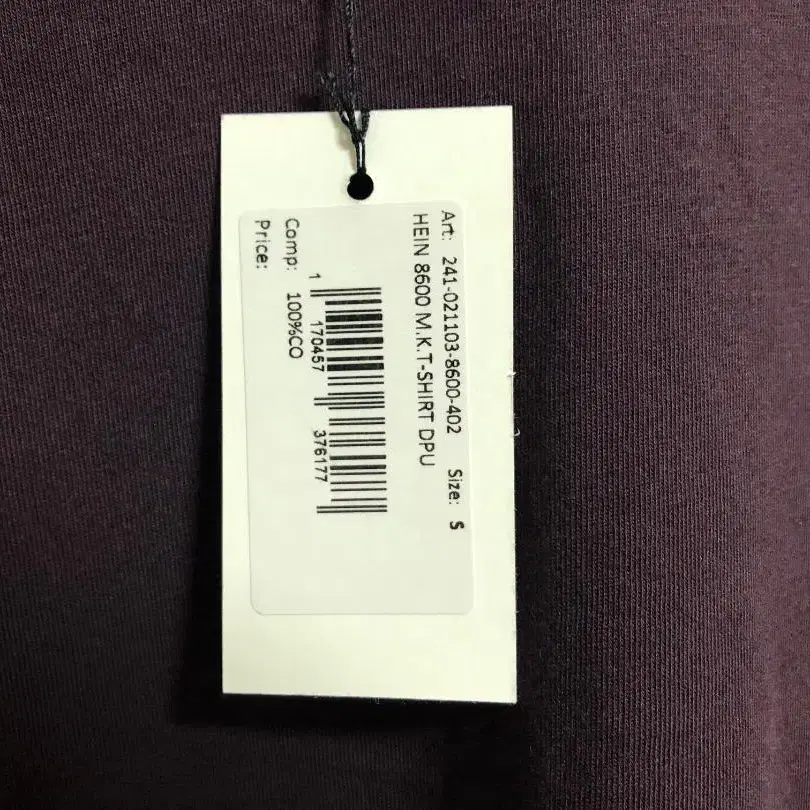 Art: 241-021103-8600-402 Size: S
HEIN 8600 M.K.T-SHIRT DPU
1 170457 376177
Comp: 100%CO
Price: